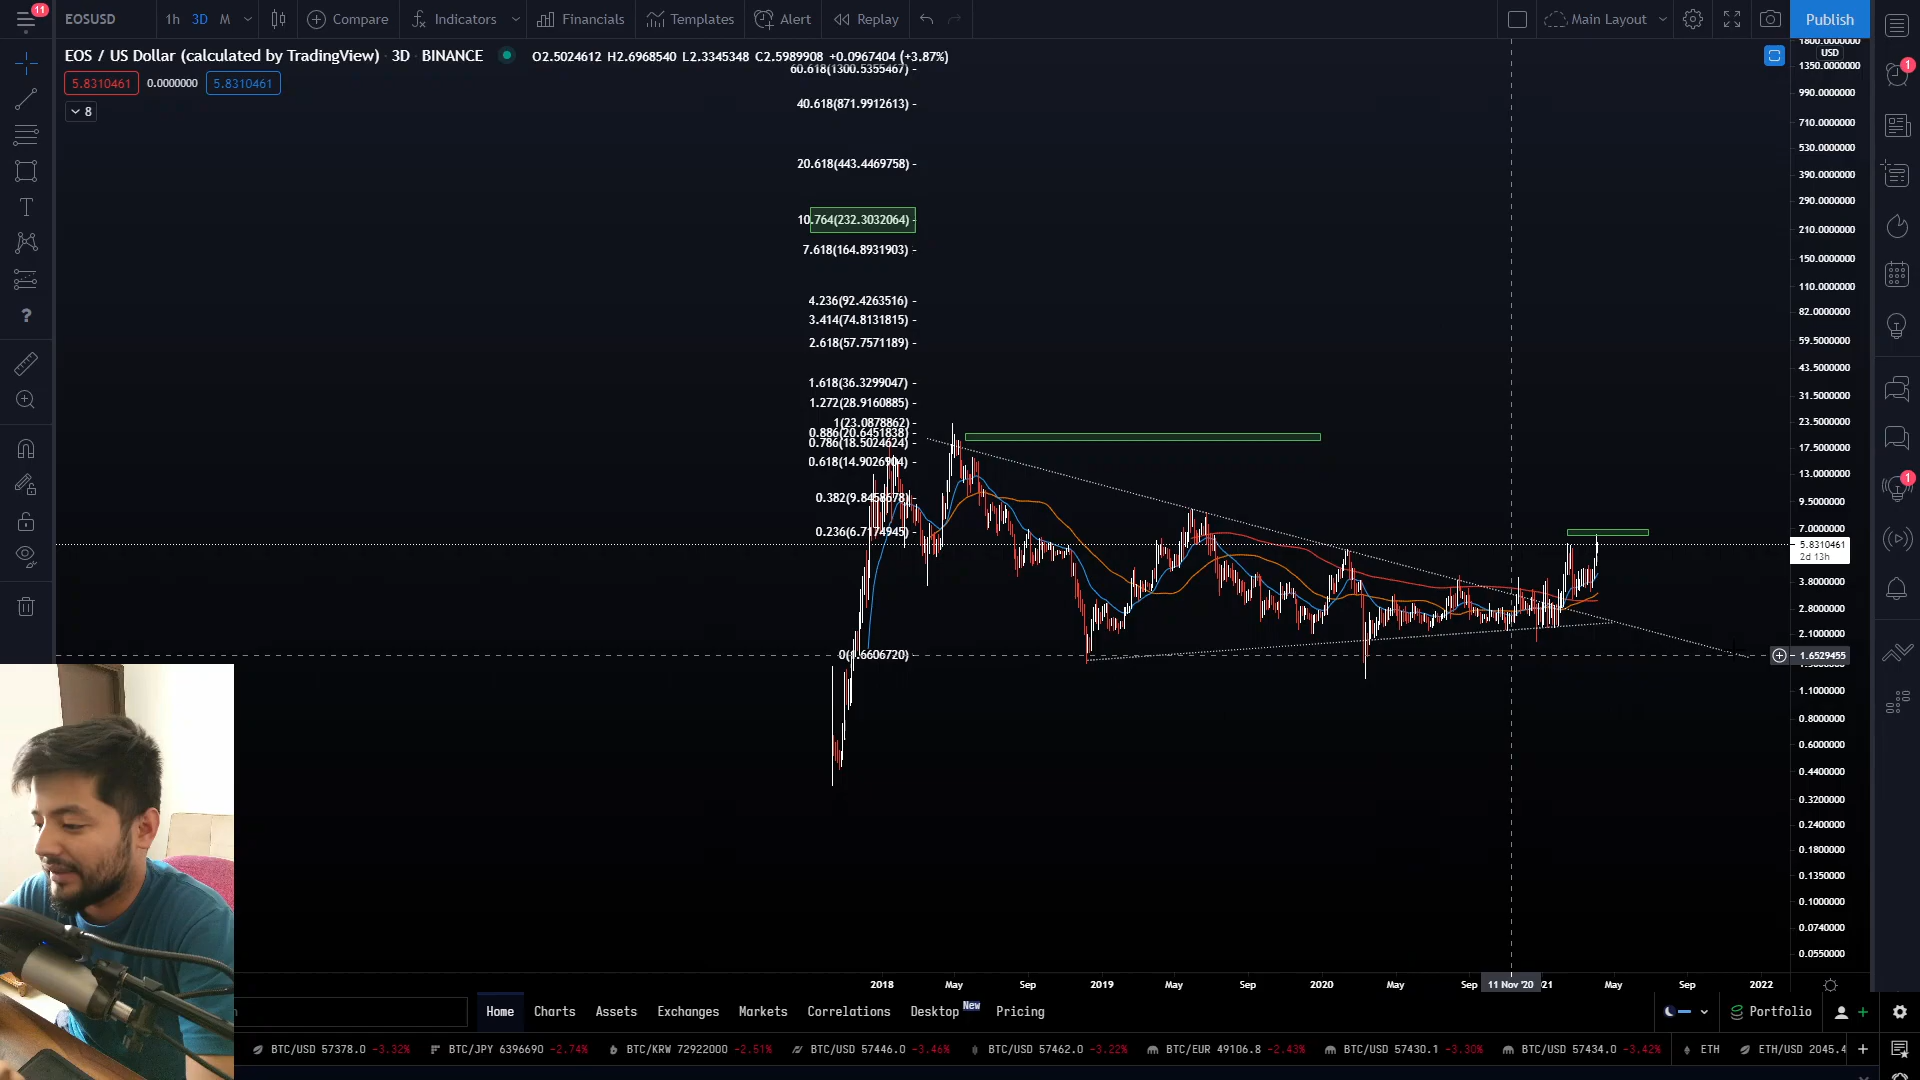 11
EOSUSD
1h 3D M
Compare
Indicators
Financials
Templates
Alert
Replay
Main Layout
Publish
EOS / US Dollar (calculated by TradingView) · 3D · BINANCE
O2.5024612 H2.6968540 L2.3345348 C2.5989908 +0.0967404 (+3.87%)
5.8310461 0.0000000 5.8310461
8
60.618(1300.5355467)
40.618(871.9912613)
20.618(443.4469758)
10.764(232.3032064)
7.618(164.8931903)
4.236(92.4263516)
3.414(74.8131815)
2.618(57.7571189)
1.618(36.3299047)
1.272(28.9160885)
1(23.0878862)
0.886(20.6451838)
0.786(18.5024624)
0.618(14.9026904)
0.382(9.8458678)
0.236(6.7174945)
0(1.6606720)
1800.0000000
USD
1350.0000000
990.0000000
710.0000000
530.0000000
390.0000000
290.0000000
210.0000000
150.0000000
110.0000000
82.0000000
59.5000000
43.5000000
31.5000000
23.5000000
17.5000000
13.0000000
9.5000000
7.0000000
5.8310461
2d 13h
3.8000000
2.8000000
2.1000000
1.6529455
1.1000000
0.8000000
0.6000000
0.4400000
0.3200000
0.2400000
0.1800000
0.1350000
0.1000000
0.0740000
0.0550000
1
1
2018 May Sep 2019 May Sep 2020 May Sep 11 Nov '20 21 May Sep 2022
Home Charts Assets Exchanges Markets Correlations Desktop New Pricing
Portfolio
BTC/USD 57378.0 -3.32% BTC/JPY 6396690 -2.74% BTC/KRW 72922000 -2.51% BTC/USD 57446.0 -3.46% BTC/USD 57462.0 -3.22% BTC/EUR 49106.8 -2.43% BTC/USD 57430.1 -3.30% BTC/USD 57434.0 -3.42% ETH ETH/USD 2045.4